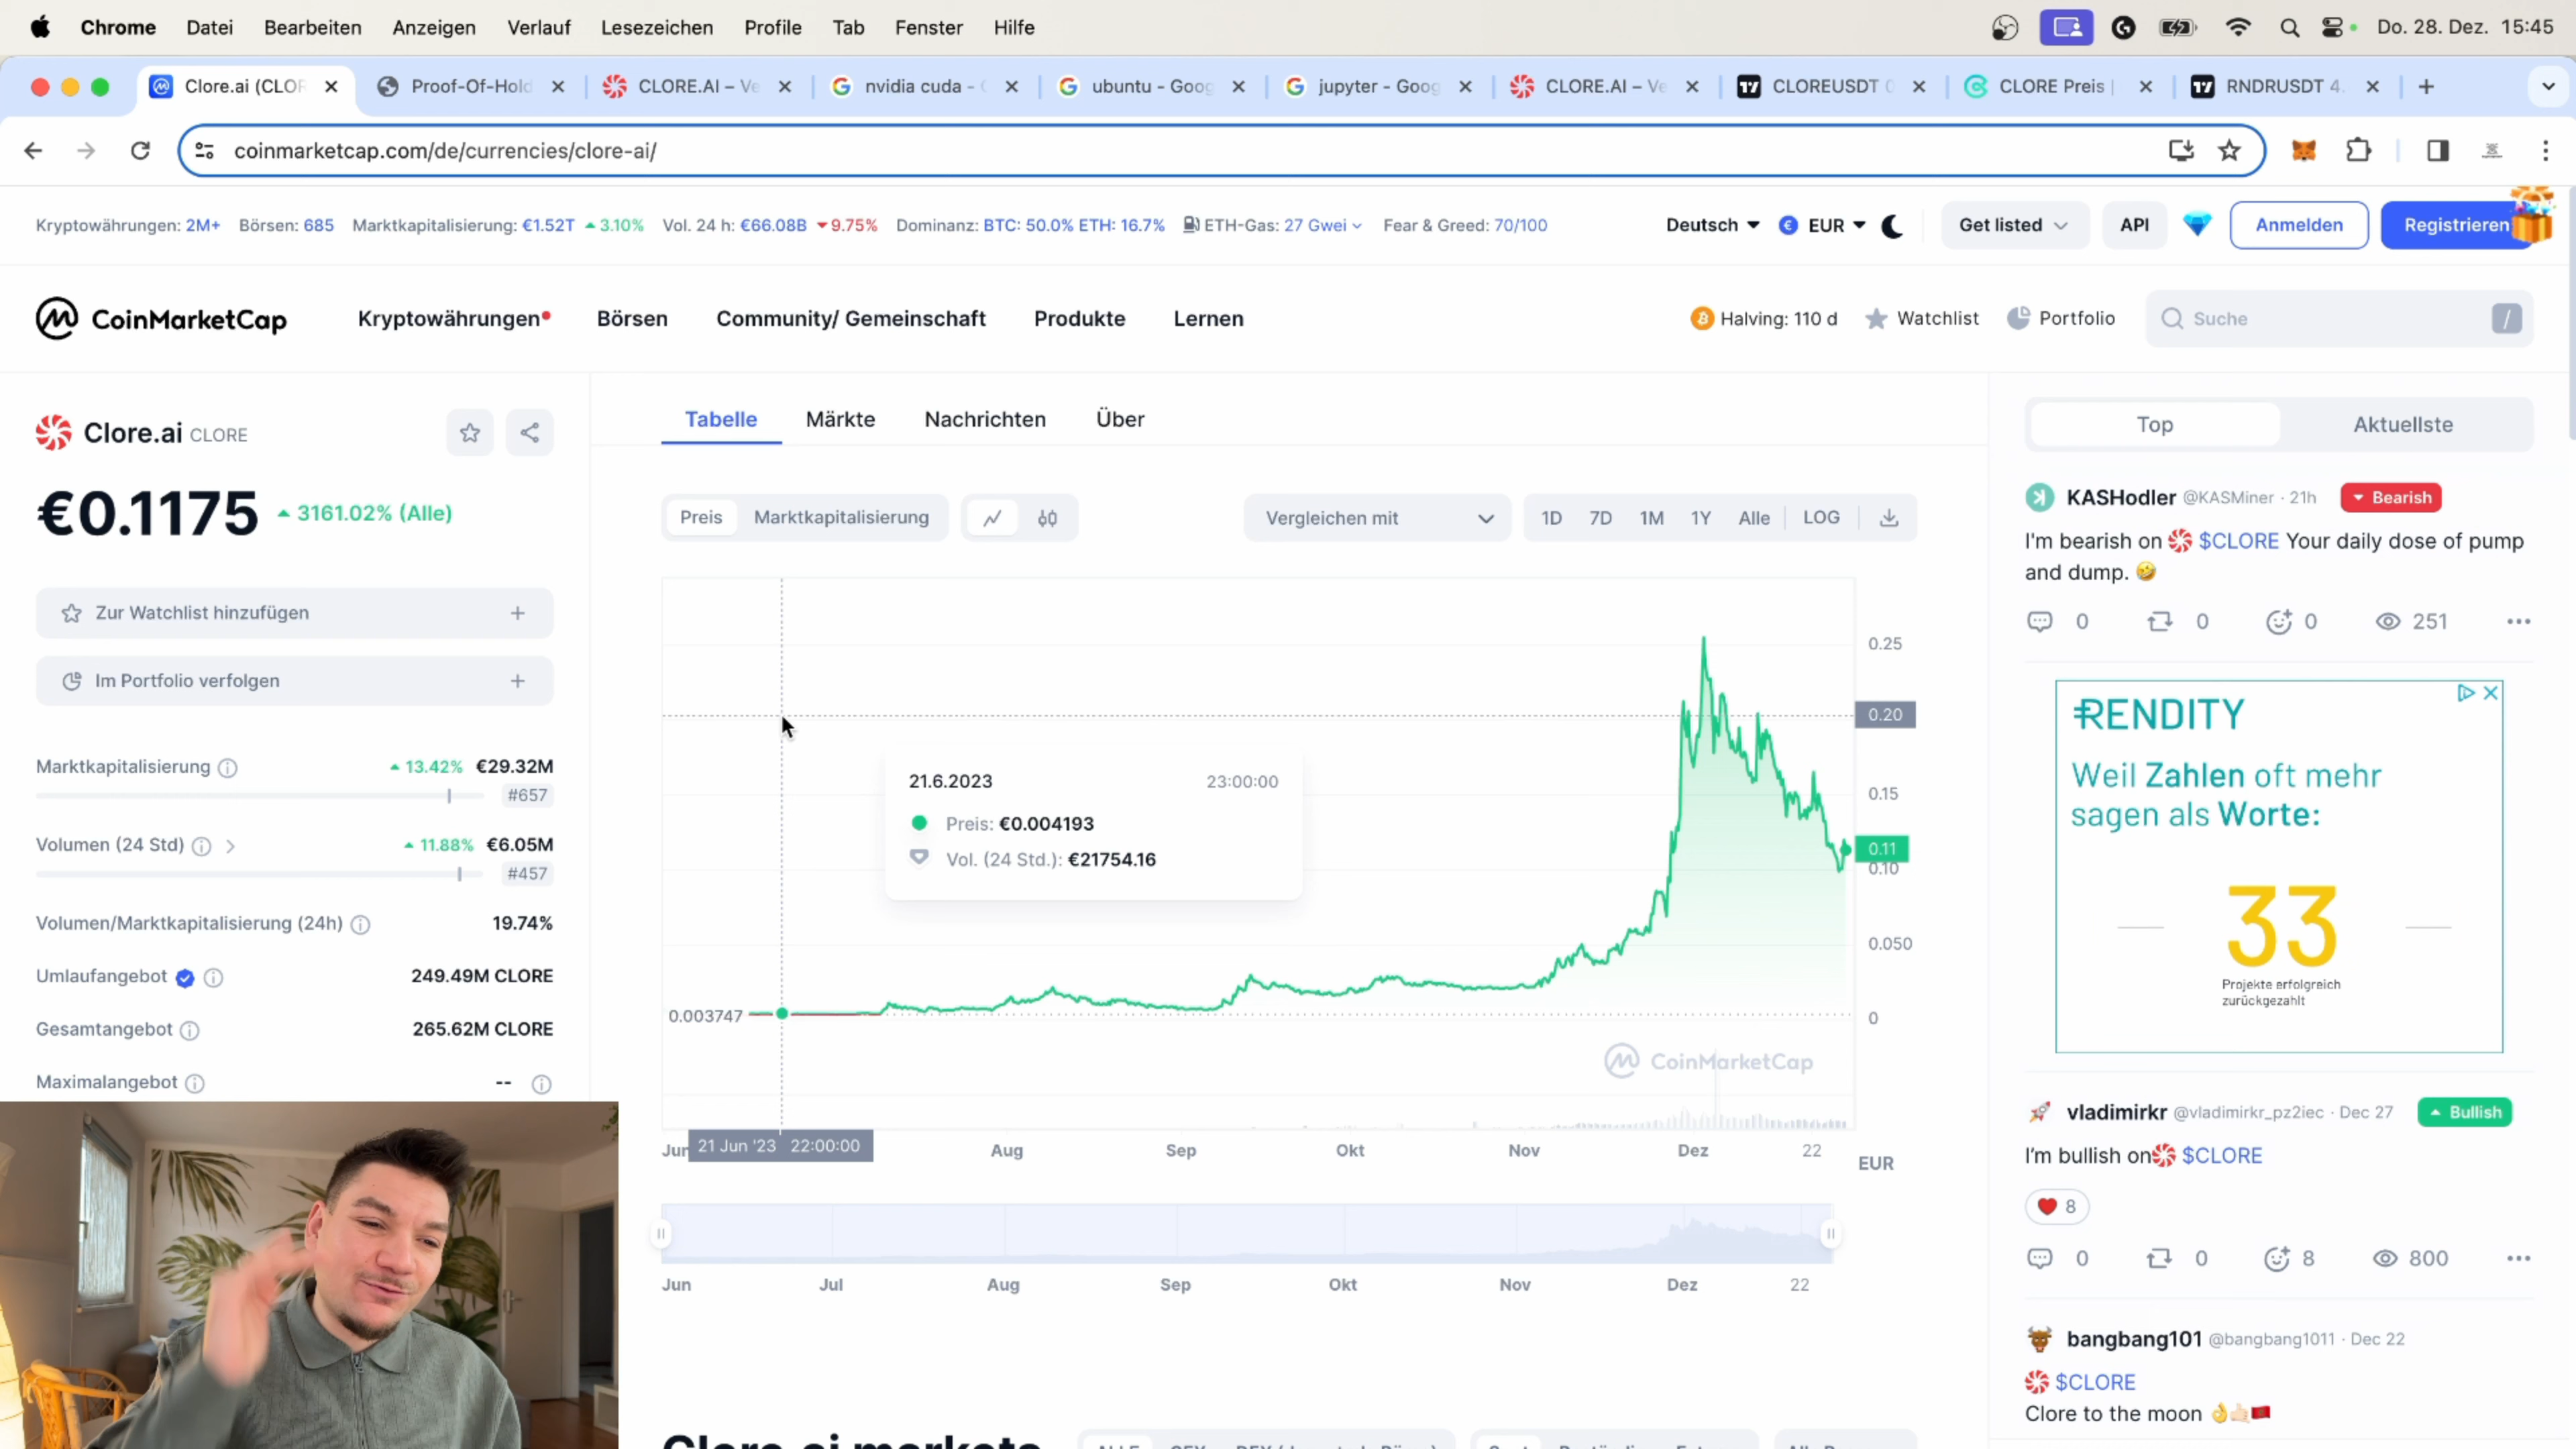 Chrome Datei Bearbeiten Anzeigen Verlauf Lesezeichen Profile Tab Fenster Hilfe Do. 28. Dez. 15:45
Clore.ai (CLOR Proof-Of-Hold CLORE.AI – Ve nvidia cuda - ubuntu - Goog jupyter - Goog CLORE.AI – Ve CLOREUSDT CLORE Preis | RNDRUSDT 4.
coinmarketcap.com/de/currencies/clore-ai/
Kryptowährungen: 2M+ Börsen: 685 Marktkapitalisierung: €1.52T 3.10% Vol. 24 h: €66.08B 9.75% Dominanz: BTC: 50.0% ETH: 16.7% ETH-Gas: 27 Gwei Fear & Greed: 70/100 Deutsch EUR Get listed API Anmelden Registrieren
CoinMarketCap Kryptowährungen Börsen Community/ Gemeinschaft Produkte Lernen Halving: 110 d Watchlist Portfolio Suche /
Clore.ai CLORE
€0.1175 3161.02% (Alle)
Zur Watchlist hinzufügen
Im Portfolio verfolgen
Marktkapitalisierung 13.42% €29.32M
#657
Volumen (24 Std) 11.88% €6.05M
#457
Volumen/Marktkapitalisierung (24h) 19.74%
Umlaufangebot 249.49M CLORE
Gesamtangebot 265.62M CLORE
Maximalangebot --
Tabelle Märkte Nachrichten Über
Preis Marktkapitalisierung Vergleichen mit 1D 7D 1M 1Y Alle LOG
0.25
0.20
0.15
0.11
0.10
0.050
0
21.6.2023 23:00:00
Preis: €0.004193
Vol. (24 Std.): €21754.16
0.003747
CoinMarketCap
Jun 21 Jun '23 22:00:00 Aug Sep Okt Nov Dez 22
EUR
Jun Jul Aug Sep Okt Nov Dez 22
Clore.ai markets
Top Aktuellste
KASHodler @KASMiner · 21h Bearish
I'm bearish on $CLORE Your daily dose of pump
and dump.
0 0 0 251
RENDITY
Weil Zahlen oft mehr
sagen als Worte:
33
Projekte erfolgreich
zurückgezahlt
vladimirkr @vladimirkr_pz2iec · Dec 27 Bullish
I'm bullish on $CLORE
8
0 0 8 800
bangbang101 @bangbang1011 · Dec 22
$CLORE
Clore to the moon